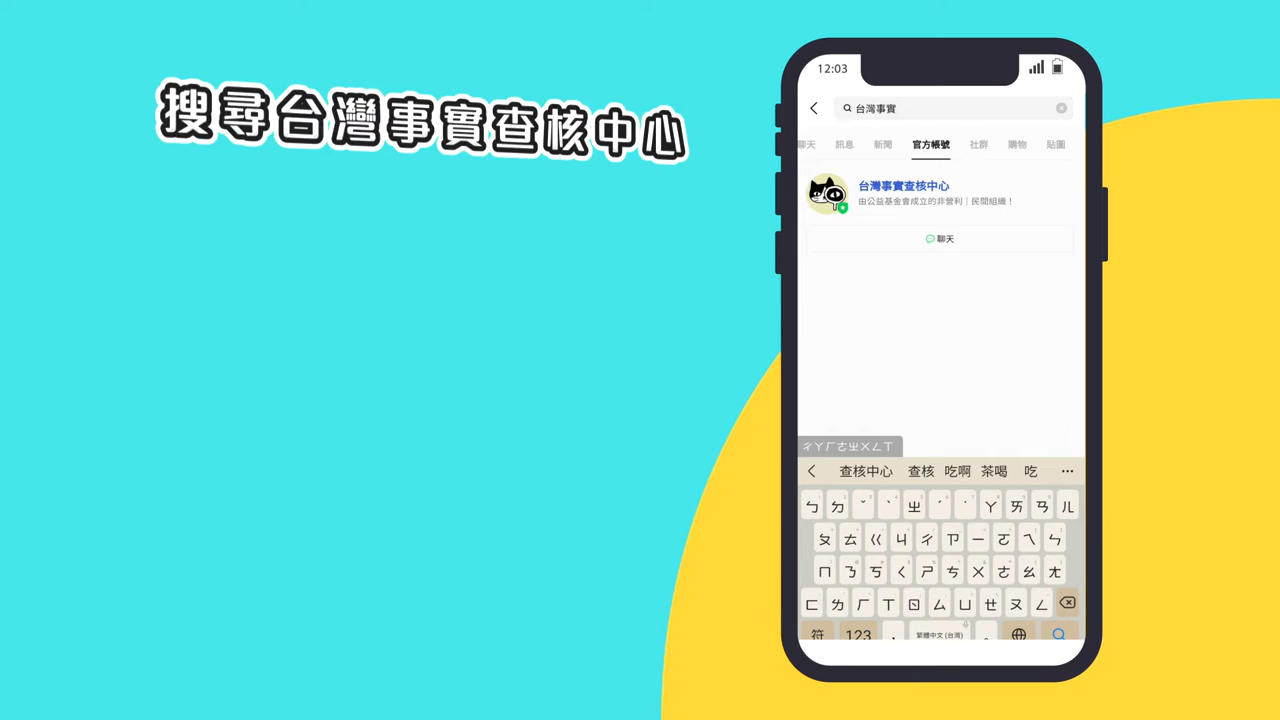 搜尋台灣事實查核中心
12:03
台灣事實
聊天 訊息 新聞 官方帳號 社群 購物 貼圖
台灣事實查核中心
由公益基金會成立的非營利｜民間組織！
聊天
ㄔㄚㄏㄜㄓㄨㄥㄒ
查核中心 查核 吃啊 茶喝 吃 …
ㄅ ㄉ ˇ ˋ ㄓ ˊ ˙ ㄚ ㄞ ㄢ ㄦ
ㄆ ㄊ ㄍ ㄐ ㄔ ㄗ ㄧ ㄛ ㄟ ㄣ
ㄇ ㄋ ㄎ ㄑ ㄕ ㄘ ㄨ ㄜ ㄠ ㄤ
ㄈ ㄌ ㄏ ㄒ ㄖ ㄙ ㄩ ㄝ ㄡ ㄥ
符 123 , 繁體中文 (台灣) 。